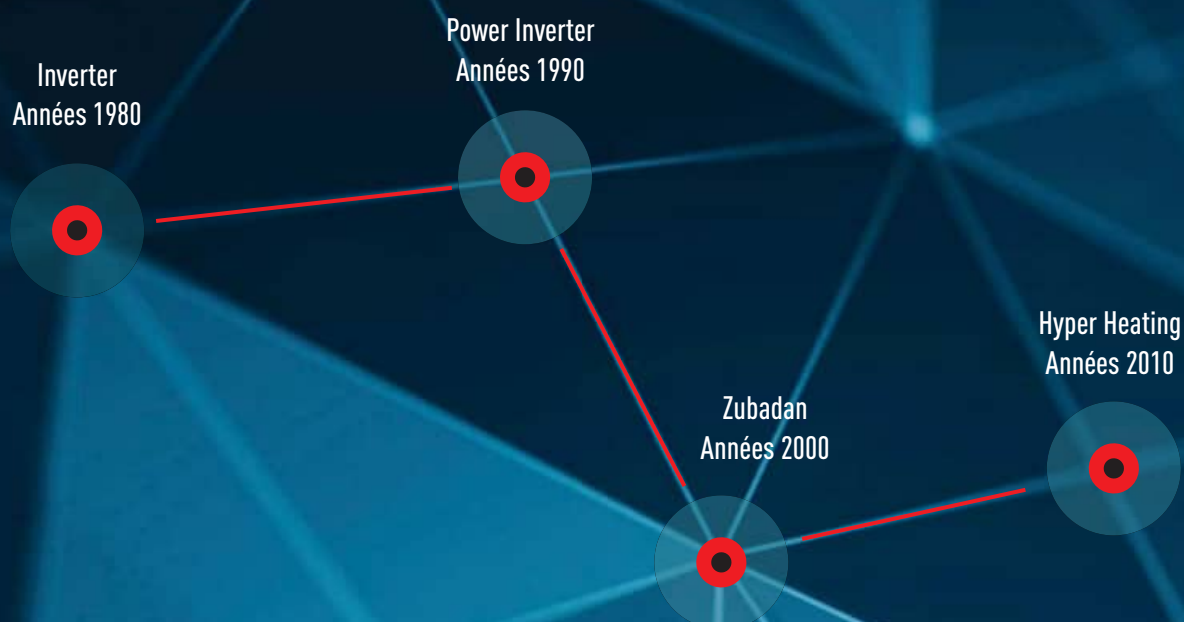 Inverter
Années 1980
Power Inverter
Années 1990
Zubadan
Années 2000
Hyper Heating
Années 2010